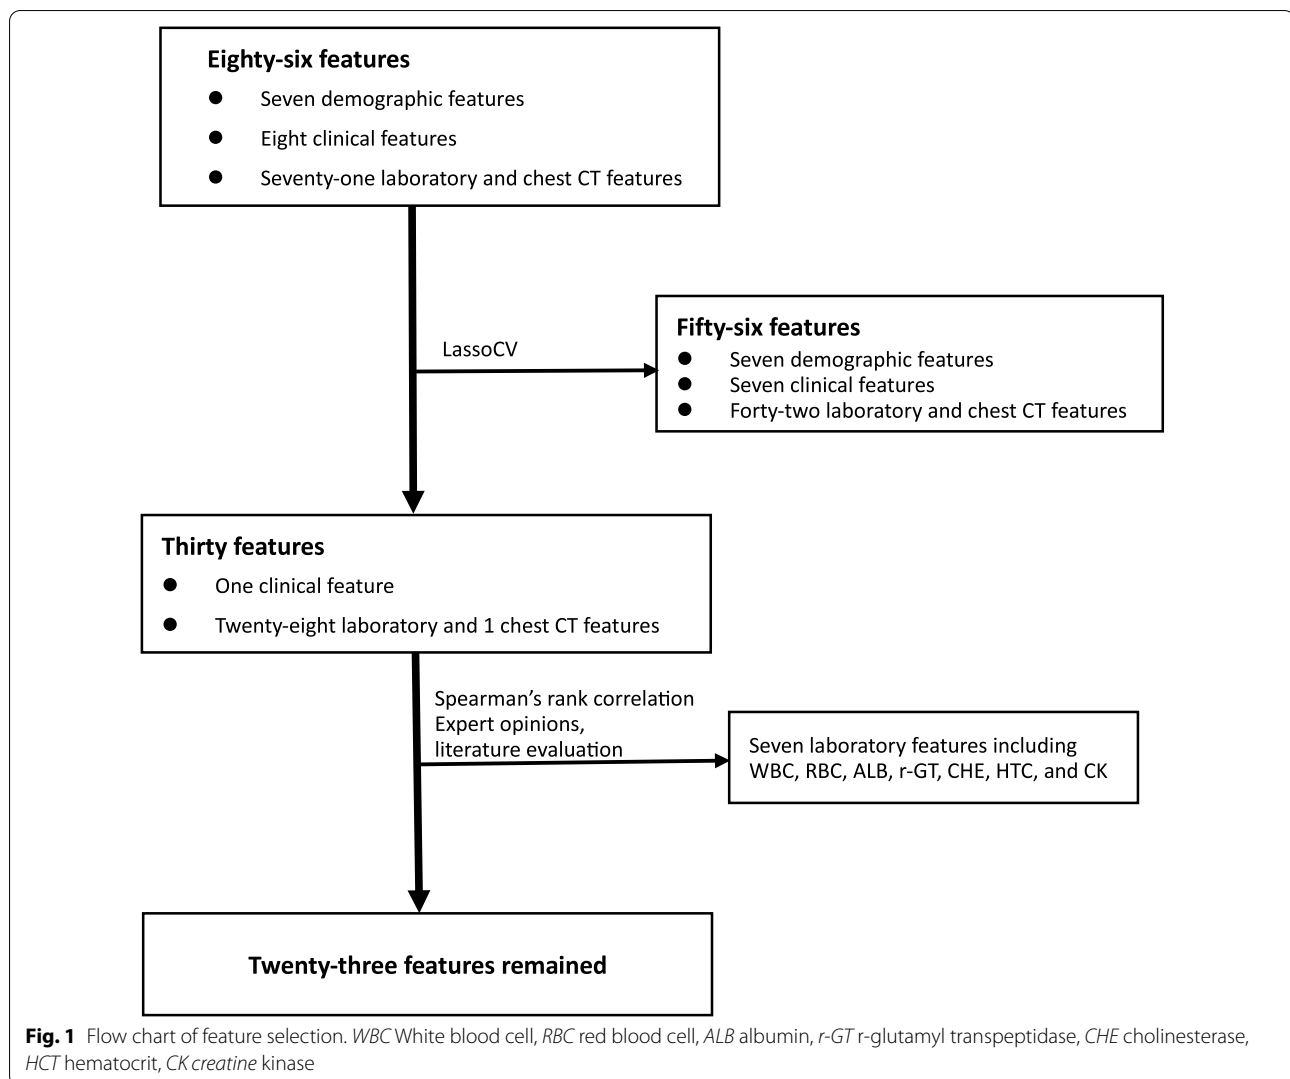 Eighty-six features
● Seven demographic features
● Eight clinical features
● Seventy-one laboratory and chest CT features
LassoCV
Fifty-six features
● Seven demographic features
● Seven clinical features
● Forty-two laboratory and chest CT features
Thirty features
● One clinical feature
● Twenty-eight laboratory and 1 chest CT features
Spearman’s rank correlation
Expert opinions,
literature evaluation
Seven laboratory features including
WBC, RBC, ALB, r-GT, CHE, HTC, and CK
Twenty-three features remained
Fig. 1 Flow chart of feature selection. WBC White blood cell, RBC red blood cell, ALB albumin, r-GT r-glutamyl transpeptidase, CHE cholinesterase,
HCT hematocrit, CK creatine kinase